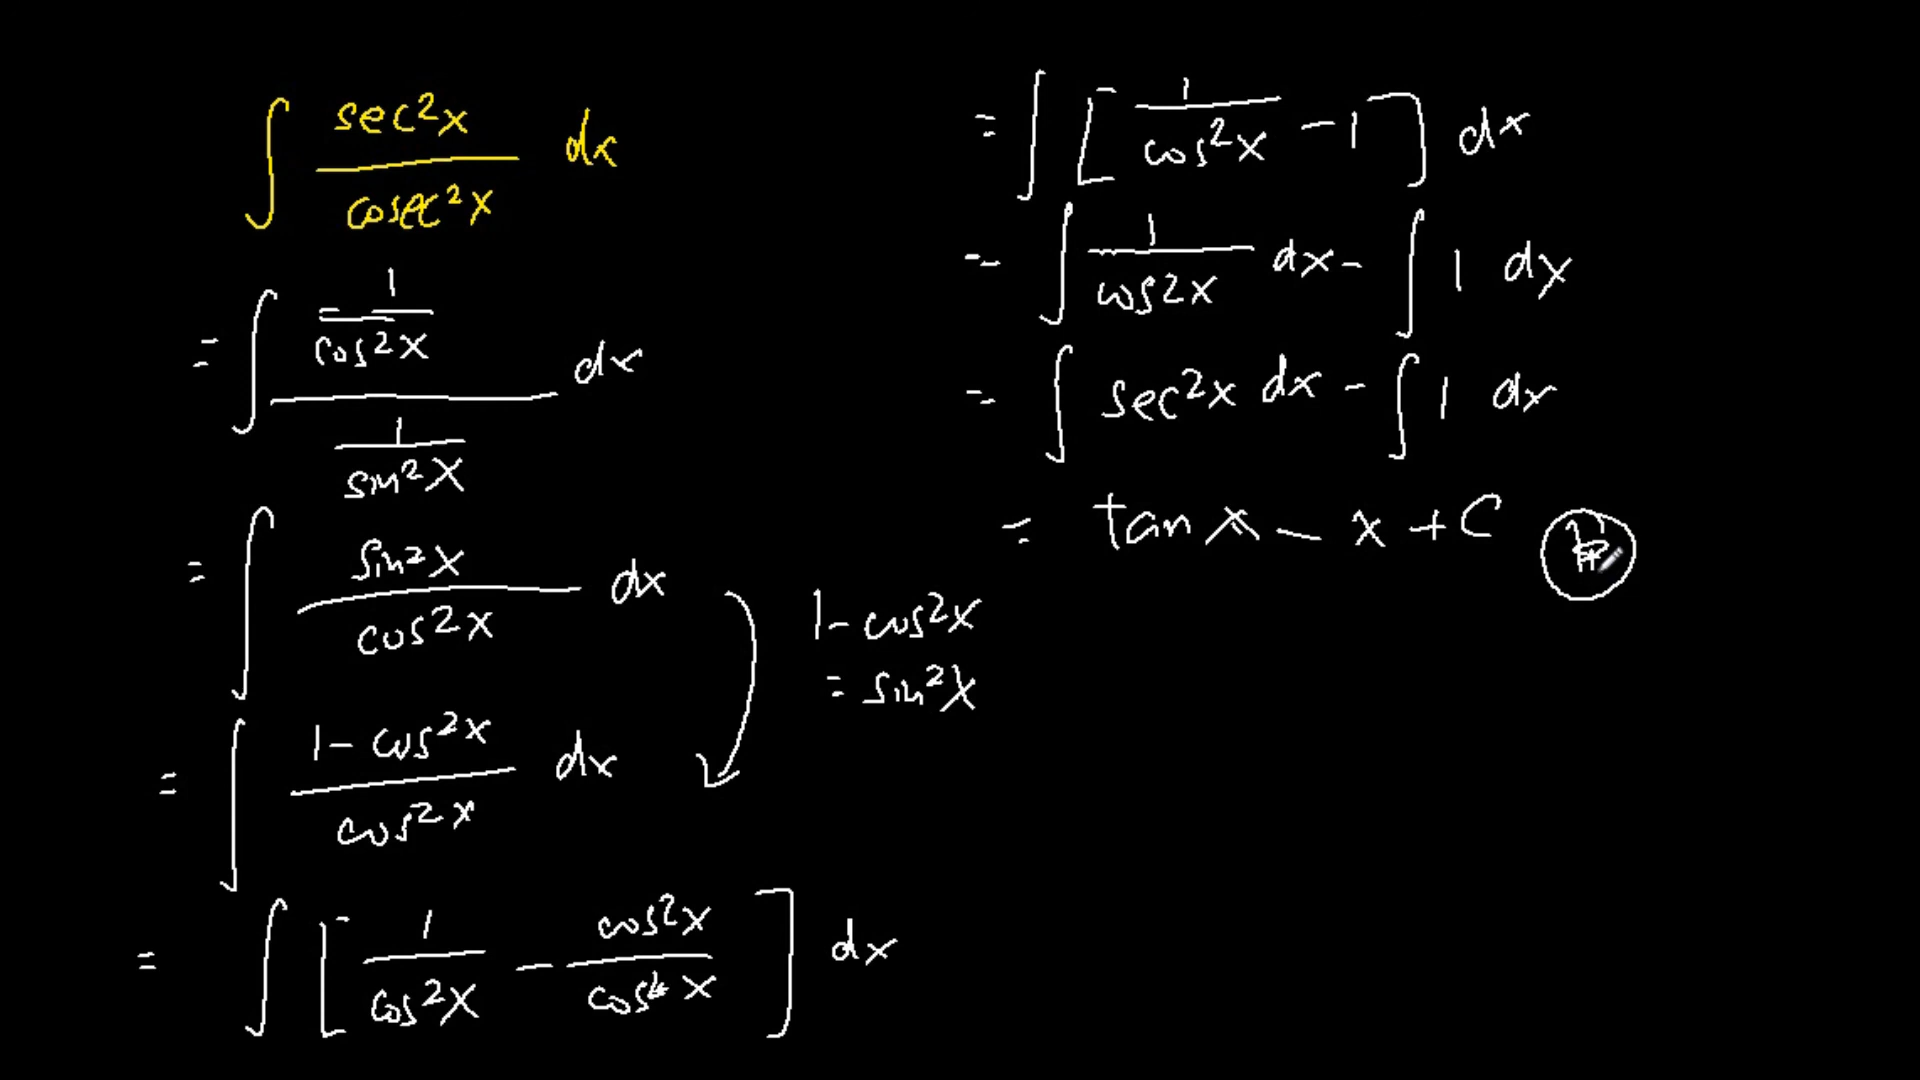 ∫ sec²x / cosec²x dx
= ∫ (1/cos²x) / (1/sin²x) dx
= ∫ sin²x / cos²x dx
1 - cos²x
= sin²x
= ∫ (1 - cos²x) / cos²x dx
= ∫ [1/cos²x - cos²x/cos²x] dx
= ∫ [1/cos²x - 1] dx
= ∫ 1/cos2x dx - ∫ 1 dx
= ∫ sec²x dx - ∫ 1 dx
= tan x - x + C